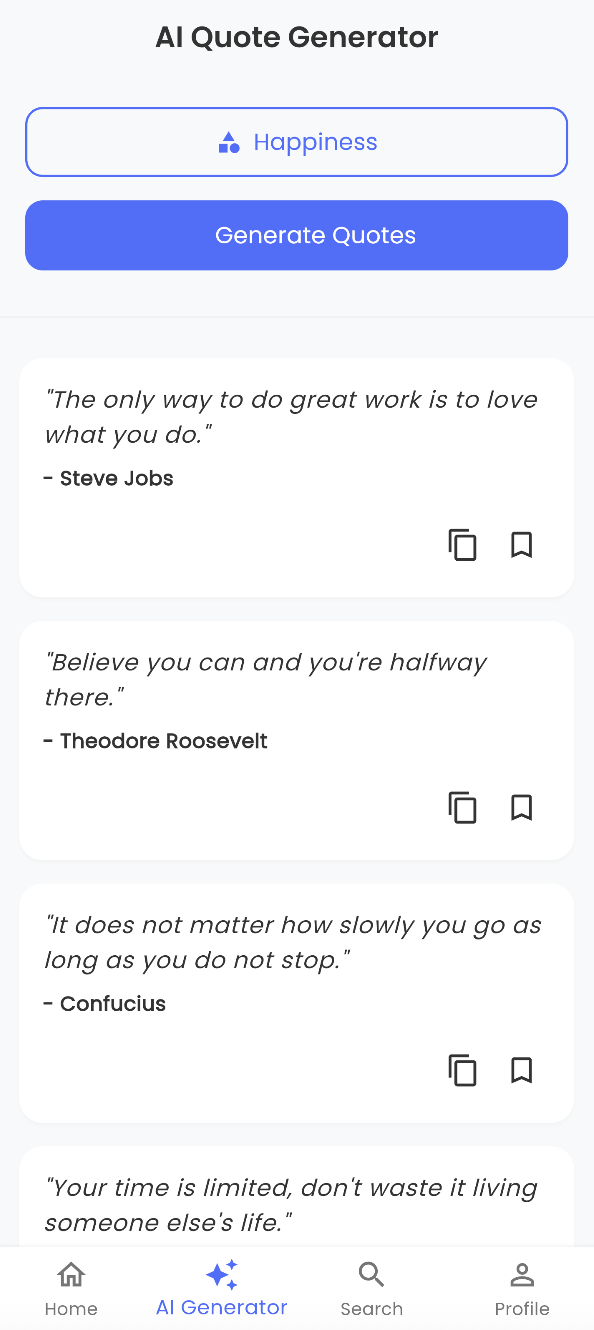 AI Quote Generator
Happiness
Generate Quotes
"The only way to do great work is to love
what you do."
- Steve Jobs
"Believe you can and you're halfway
there."
- Theodore Roosevelt
"It does not matter how slowly you go as
long as you do not stop."
- Confucius
"Your time is limited, don't waste it living
someone else's life."
Home
AI Generator
Search
Profile